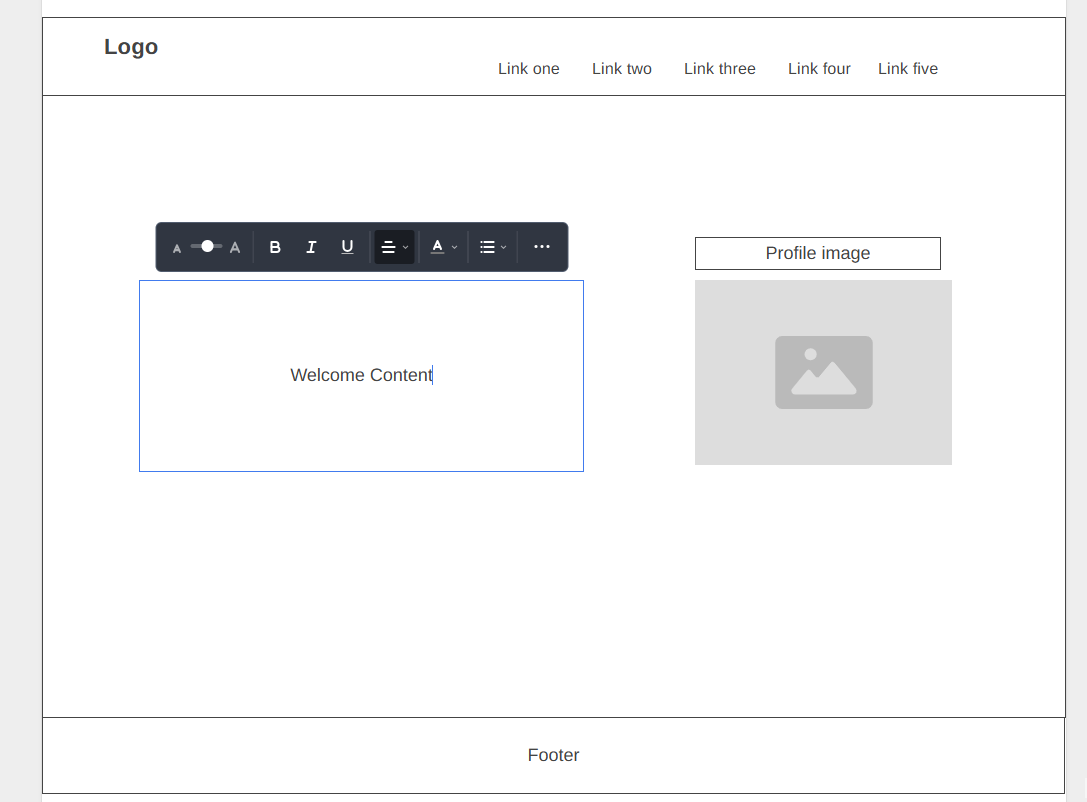 Logo
Link one Link two Link three Link four Link five
A A B I U A
Profile image
Welcome Content
Footer